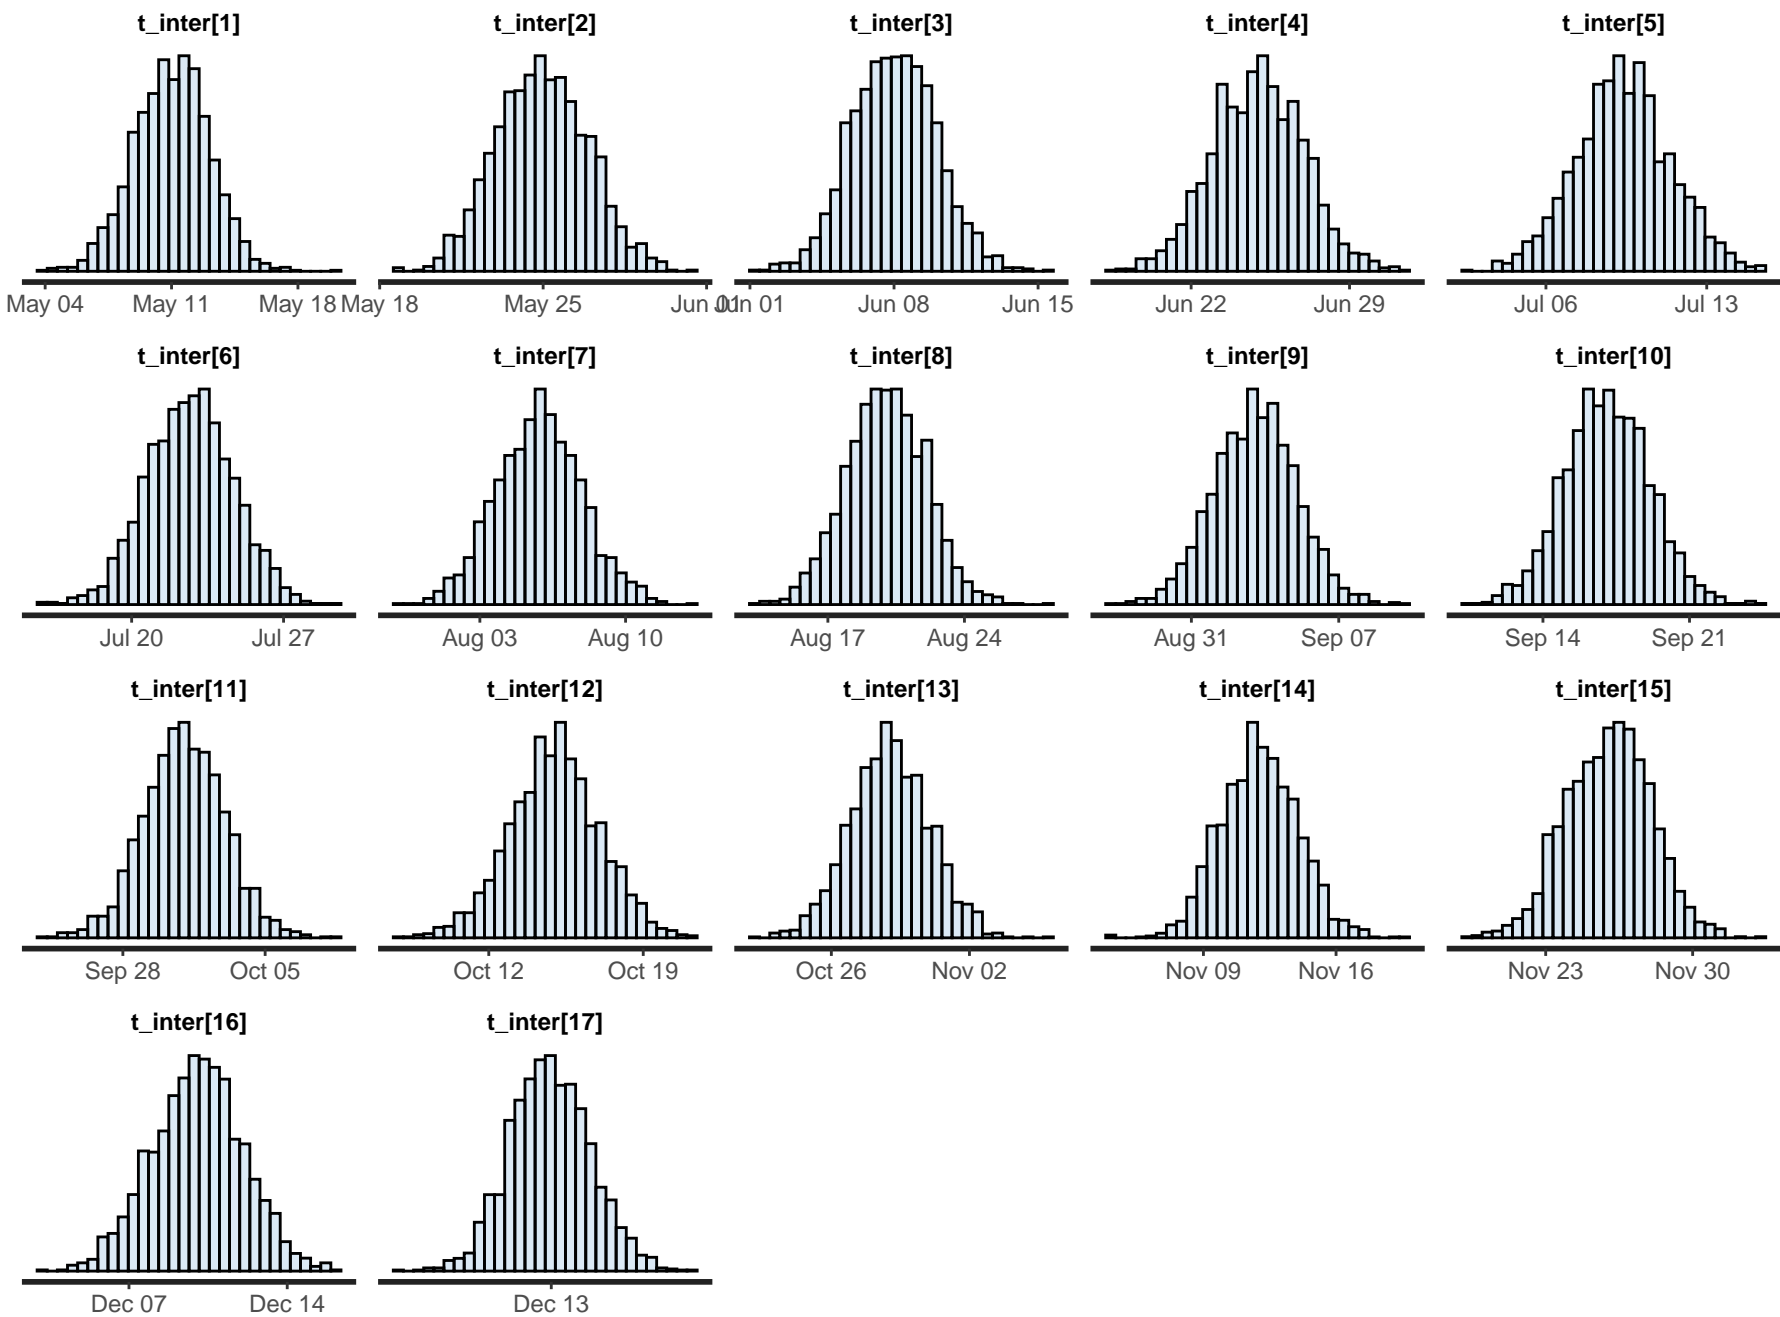 t_inter[1] t_inter[2] t_inter[3] t_inter[4] t_inter[5]
May 04 May 11 May 18 May 18 May 25 Jun 01 Jun 01 Jun 08 Jun 15 Jun 22 Jun 29 Jul 06 Jul 13
t_inter[6] t_inter[7] t_inter[8] t_inter[9] t_inter[10]
Jul 20 Jul 27 Aug 03 Aug 10 Aug 17 Aug 24 Aug 31 Sep 07 Sep 14 Sep 21
t_inter[11] t_inter[12] t_inter[13] t_inter[14] t_inter[15]
Sep 28 Oct 05 Oct 12 Oct 19 Oct 26 Nov 02 Nov 09 Nov 16 Nov 23 Nov 30
t_inter[16] t_inter[17]
Dec 07 Dec 14 Dec 13